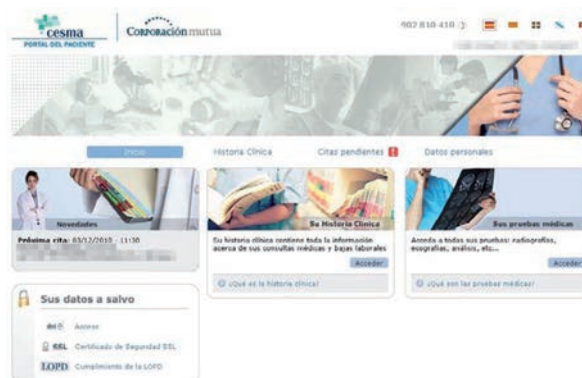 cesma
PORTAL DEL PACIENTE
CORPORACIÓN mutua
902 810 410
Inicio
Historia Clínica
Citas pendientes
Datos personales
Novedades
Próxima cita: 03/12/2010 - 11:30
Su Historia Clínica
Su historia clínica contiene toda la información
acerca de sus consultas médicas y bajas laborales
Acceder
¿Qué es la historia clínica?
Sus pruebas médicas
Acceda a todas sus pruebas: radiografías,
ecografías, análisis, etc...
Acceder
¿Qué son las pruebas médicas?
Sus datos a salvo
Acceso
SSL Certificado de Seguridad SSL
LOPD Cumplimiento de la LOPD